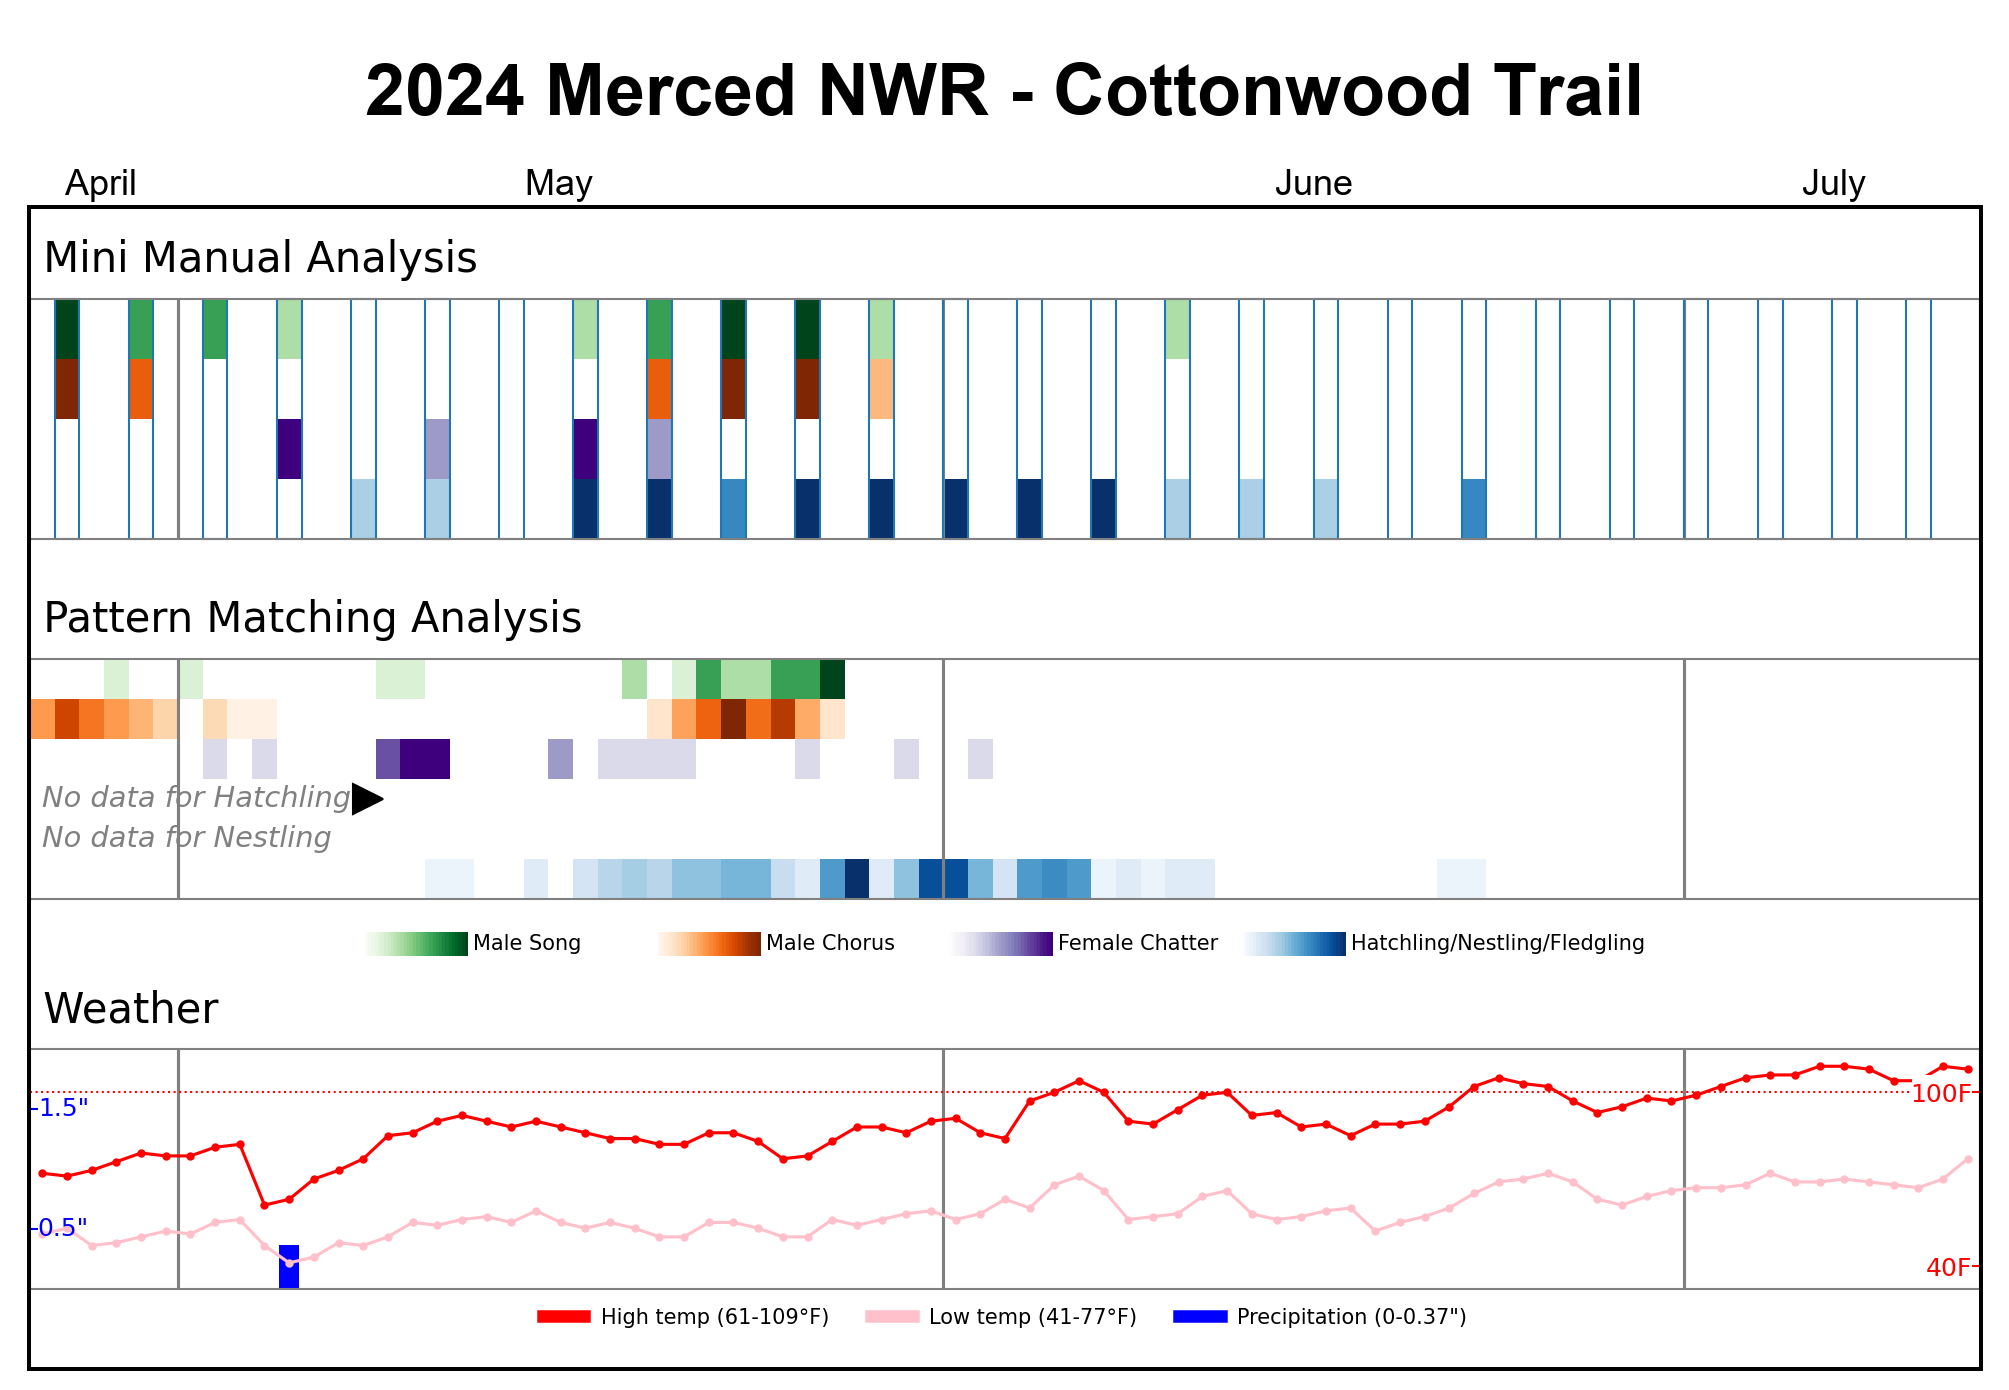 2024 Merced NWR - Cottonwood Trail
April May June July
Mini Manual Analysis
Pattern Matching Analysis
No data for Hatchling
No data for Nestling
Male Song Male Chorus Female Chatter Hatchling/Nestling/Fledgling
Weather
1.5" 100F
0.5"
40F
High temp (61-109°F) Low temp (41-77°F) Precipitation (0-0.37")